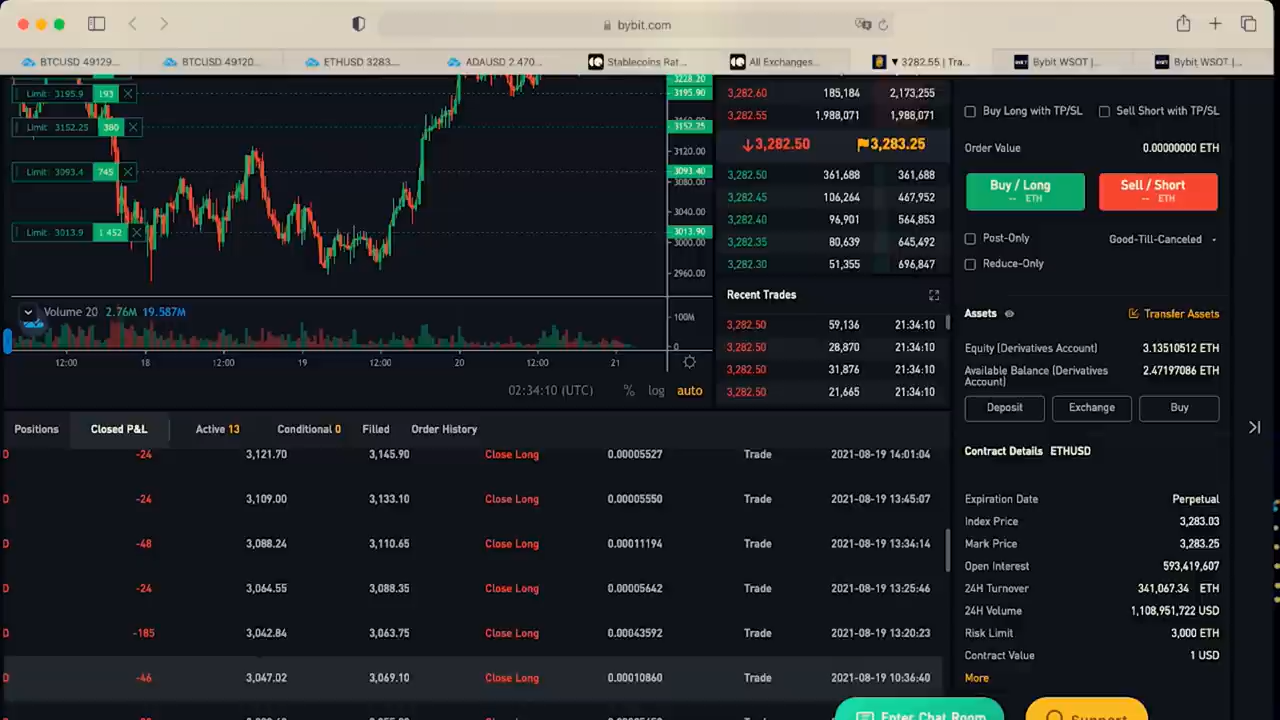 bybit.com
BTCUSD 49129...
BTCUSD 49120...
ETHUSD 3283....
ADAUSD 2.470...
Stablecoins Rat...
All Exchanges...
▼ 3282.55 | Tra...
Bybit WSOT |...
Bybit WSOT |...
Limit: 3195.9 193
Limit: 3152.25 380
Limit: 3093.4 745
Limit: 3013.9 1 452
3228.20
3195.90
3152.25
3120.00
3093.40
3080.00
3040.00
3013.90
3000.00
2960.00
Volume 20 2.76M 19.587M
100M
0
12:00 18 12:00 19 12:00 20 12:00 21
02:34:10 (UTC) % log auto
3,282.60 185,184 2,173,255
3,282.55 1,988,071 1,988,071
↓3,282.50 3,283.25
3,282.50 361,688 361,688
3,282.45 106,264 467,952
3,282.40 96,901 564,853
3,282.35 80,639 645,492
3,282.30 51,355 696,847
Recent Trades
3,282.50 59,136 21:34:10
3,282.50 28,870 21:34:10
3,282.50 31,876 21:34:10
3,282.50 21,665 21:34:10
Buy Long with TP/SL Sell Short with TP/SL
Order Value 0.00000000 ETH
Buy / Long
-- ETH
Sell / Short
-- ETH
Post-Only Good-Till-Canceled
Reduce-Only
Assets Transfer Assets
Equity (Derivatives Account) 3.13510512 ETH
Available Balance (Derivatives 2.47197086 ETH
Account)
Deposit Exchange Buy
Contract Details ETHUSD
Expiration Date Perpetual
Index Price 3,283.03
Mark Price 3,283.25
Open Interest 593,419,607
24H Turnover 341,067.34 ETH
24H Volume 1,108,951,722 USD
Risk Limit 3,000 ETH
Contract Value 1 USD
More
Positions Closed P&L Active 13 Conditional 0 Filled Order History
D -24 3,121.70 3,145.90 Close Long 0.00005527 Trade 2021-08-19 14:01:04
D -24 3,109.00 3,133.10 Close Long 0.00005550 Trade 2021-08-19 13:45:07
D -48 3,088.24 3,110.65 Close Long 0.00011194 Trade 2021-08-19 13:34:14
D -24 3,064.55 3,088.35 Close Long 0.00005642 Trade 2021-08-19 13:25:46
D -185 3,042.84 3,063.75 Close Long 0.00043592 Trade 2021-08-19 13:20:23
D -46 3,047.02 3,069.10 Close Long 0.00010860 Trade 2021-08-19 10:36:40
Enter Chat Room
Support